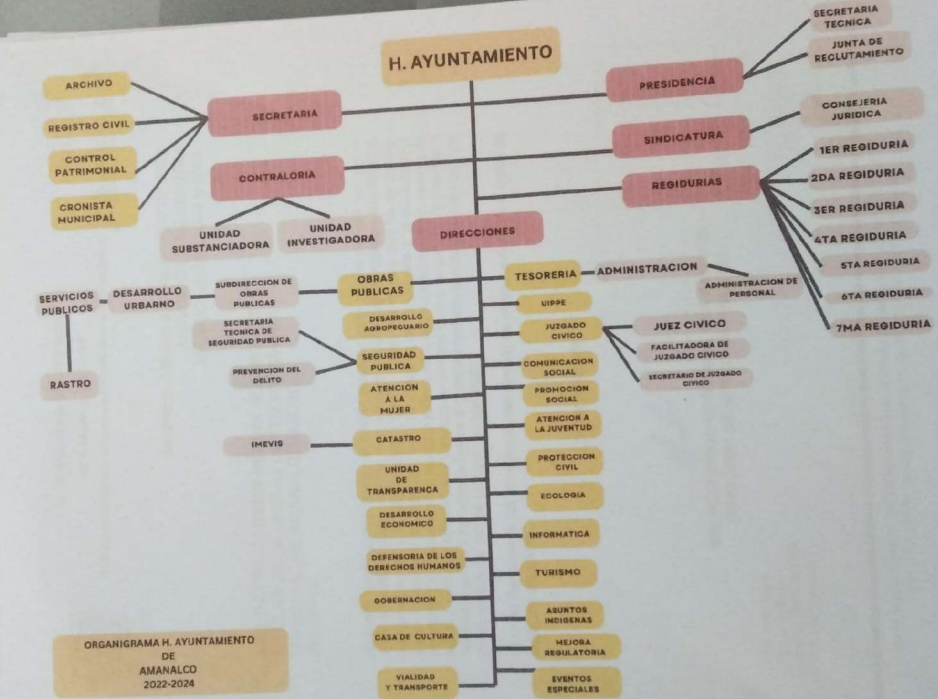 H. AYUNTAMIENTO
SECRETARIA
TECNICA
JUNTA DE
RECLUTAMIENTO
PRESIDENCIA
ARCHIVO
SECRETARIA
REGISTRO CIVIL
CONTROL
PATRIMONIAL
CRONISTA
MUNICIPAL
CONSEJERIA
JURIDICA
SINDICATURA
CONTRALORIA
UNIDAD
SUBSTANCIADORA
UNIDAD
INVESTIGADORA
REGIDURIAS
1ER REGIDURIA
2DA REGIDURIA
3ER REGIDURIA
4TA REGIDURIA
5TA REGIDURIA
6TA REGIDURIA
7MA REGIDURIA
DIRECCIONES
SERVICIOS
PUBLICOS
DESARROLLO
URBARNO
SUBDIRECCION DE
OBRAS
PUBLICAS
OBRAS
PUBLICAS
RASTRO
TESORERIA
ADMINISTRACION
ADMINISTRACION DE
PERSONAL
UIPPE
DESARROLLO
AGROPECUARIO
JUZGADO
CIVICO
JUEZ CIVICO
FACILITADORA DE
JUZGADO CIVICO
SECRETARIO DE JUZGADO
CIVICO
SECRETARIA
TECNICA DE
SEGURIDAD PUBLICA
PREVENCION DEL
DELITO
SEGURIDAD
PUBLICA
COMUNICACION
SOCIAL
ATENCION
A LA
MUJER
PROMOCION
SOCIAL
ATENCION A
LA JUVENTUD
IMEVIS
CATASTRO
PROTECCION
CIVIL
UNIDAD
DE
TRANSPARENCA
ECOLOGIA
DESARROLLO
ECONOMICO
INFORMATICA
DEFENSORIA DE LOS
DERECHOS HUMANOS
TURISMO
GOBERNACION
ASUNTOS
INDIGENAS
CASA DE CULTURA
MEJORA
REGULATORIA
VIALIDAD
Y TRANSPORTE
EVENTOS
ESPECIALES
ORGANIGRAMA H. AYUNTAMIENTO
DE
AMANALCO
2022-2024